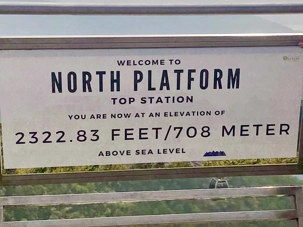 WELCOME TO
NORTH PLATFORM
TOP STATION
YOU ARE NOW AT AN ELEVATION OF
2322.83 FEET/708 METER
ABOVE SEA LEVEL